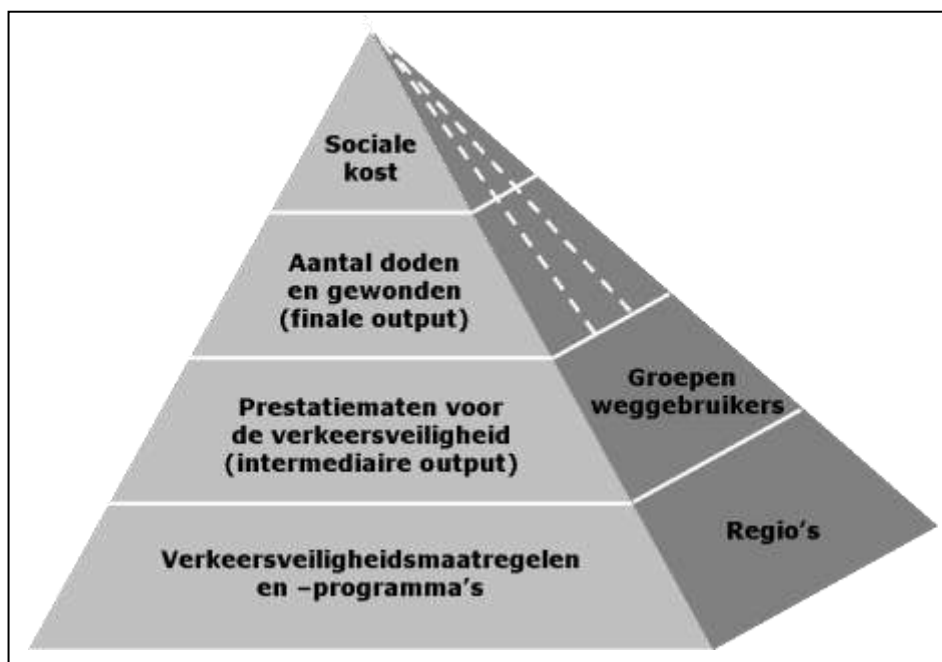 Sociale
kost
Aantal doden
en gewonden
(finale output)
Prestatiematen voor
de verkeersveiligheid
(intermediaire output)
Verkeersveiligheidsmaatregelen
en –programma's
Groepen
weggebruikers
Regio's